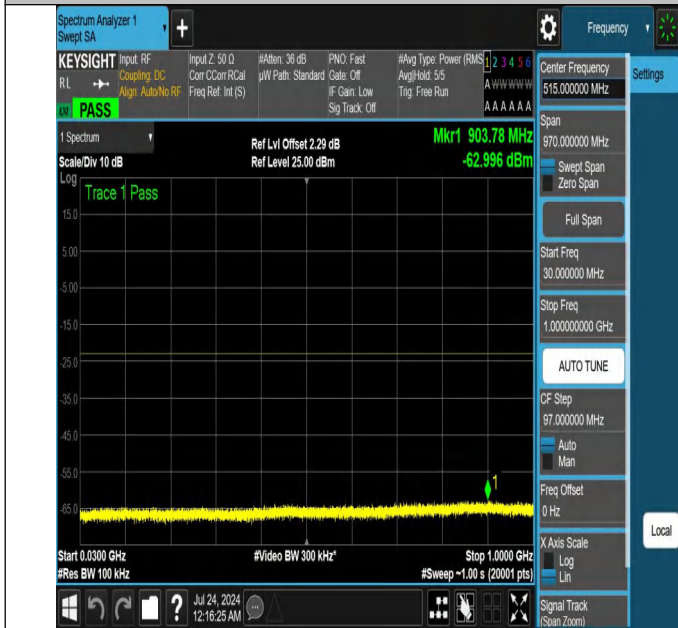 Spectrum Analyzer 1
Swept SA
+
Frequency
KEYSIGHT
RL
LXI
PASS
Input: RF
Coupling: DC
Align: Auto/No RF
Input Z: 50 Ω
Corr CCorr RCal
Freq Ref: Int (S)
#Atten: 36 dB
µW Path: Standard
PNO: Fast
Gate: Off
IF Gain: Low
Sig Track: Off
#Avg Type: Power (RMS
Avg|Hold: 5/5
Trig: Free Run
1 2 3 4 5 6
A W W W W W
A A A A A A
1 Spectrum
Scale/Div 10 dB
Ref Lvl Offset 2.29 dB
Ref Level 25.00 dBm
Mkr1 903.78 MHz
-62.996 dBm
Log
Trace 1 Pass
15.0
5.00
-5.00
-15.0
-25.0
-35.0
-45.0
-55.0
-65.0
1
Start 0.0300 GHz
#Res BW 100 kHz
#Video BW 300 kHz*
Stop 1.0000 GHz
#Sweep ~1.00 s (20001 pts)
?
Jul 24, 2024
12:16:25 AM
Center Frequency
515.000000 MHz
Settings
Span
970.000000 MHz
Swept Span
Zero Span
Full Span
Start Freq
30.000000 MHz
Stop Freq
1.000000000 GHz
AUTO TUNE
CF Step
97.000000 MHz
Auto
Man
Freq Offset
0 Hz
Local
X Axis Scale
Log
Lin
Signal Track
(Span Zoom)